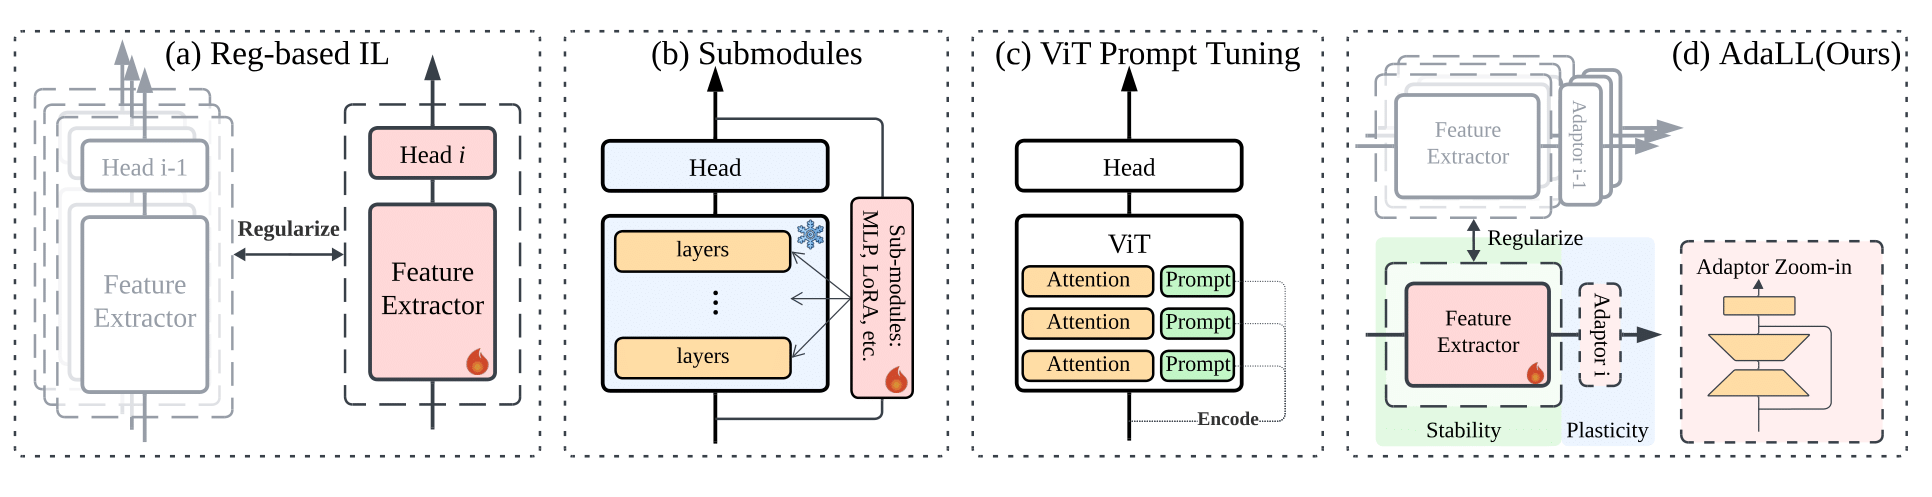 (a) Reg-based IL
Head i-1
Feature
Extractor
Regularize
Head i
Feature
Extractor
(b) Submodules
Head
layers
layers
Sub-modules:
MLP, LoRA, etc.
(c) ViT Prompt Tuning
Head
ViT
Attention Prompt
Attention Prompt
Attention Prompt
Encode
(d) AdaLL(Ours)
Feature
Extractor
Adaptor i-1
Regularize
Feature
Extractor
Adaptor i
Stability
Plasticity
Adaptor Zoom-in